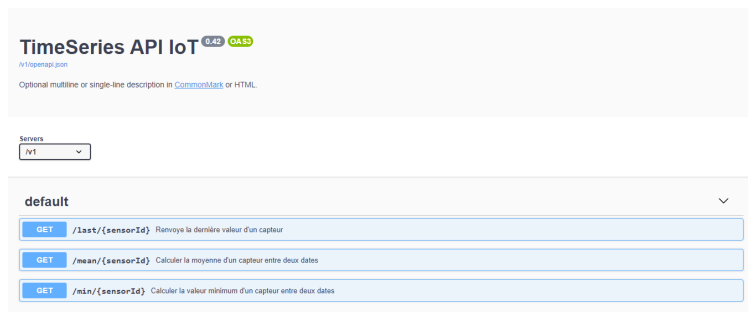 TimeSeries API IoT 0.42 OAS3
/v1/openapi.json
Optional multiline or single-line description in CommonMark or HTML.
Servers
/v1
default
GET /last/{sensorId} Renvoye la dernière valeur d'un capteur
GET /mean/{sensorId} Calculer la moyenne d'un capteur entre deux dates
GET /min/{sensorId} Calculer la valeur minimum d'un capteur entre deux dates